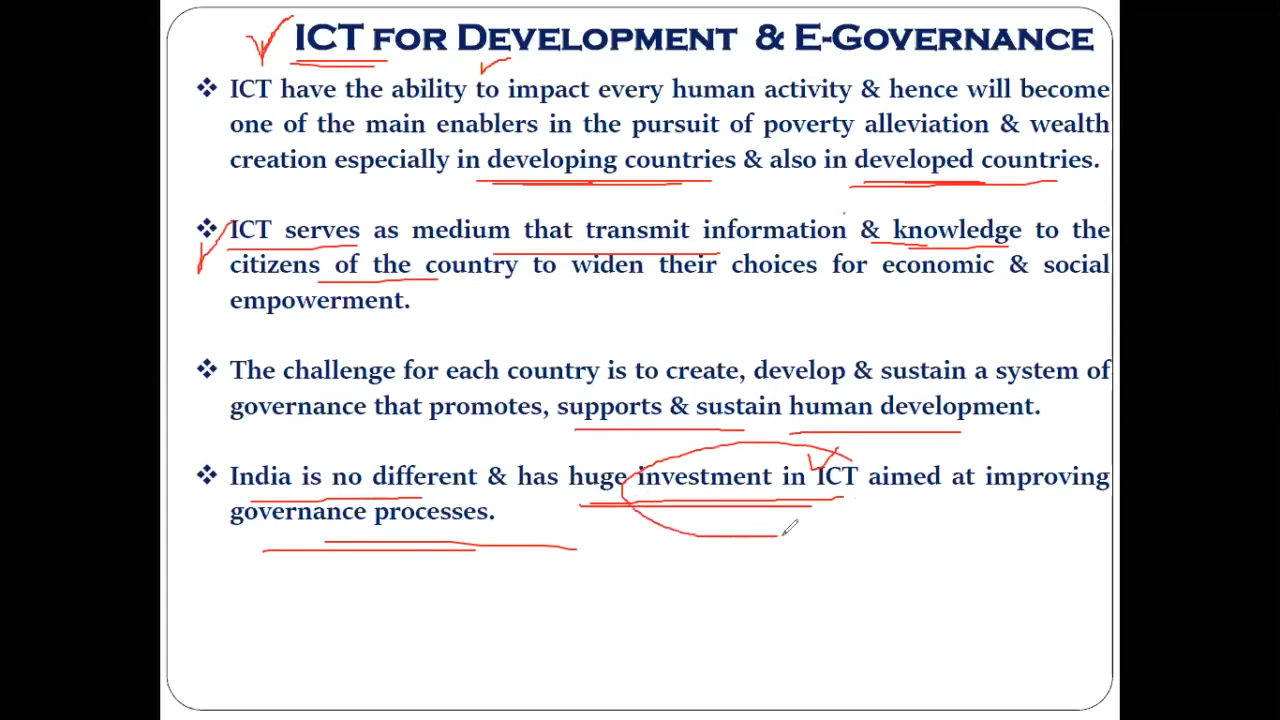 ICT FOR DEVELOPMENT & E-GOVERNANCE
❖ ICT have the ability to impact every human activity & hence will become
one of the main enablers in the pursuit of poverty alleviation & wealth
creation especially in developing countries & also in developed countries.
❖ ICT serves as medium that transmit information & knowledge to the
citizens of the country to widen their choices for economic & social
empowerment.
❖ The challenge for each country is to create, develop & sustain a system of
governance that promotes, supports & sustain human development.
❖ India is no different & has huge investment in ICT aimed at improving
governance processes.